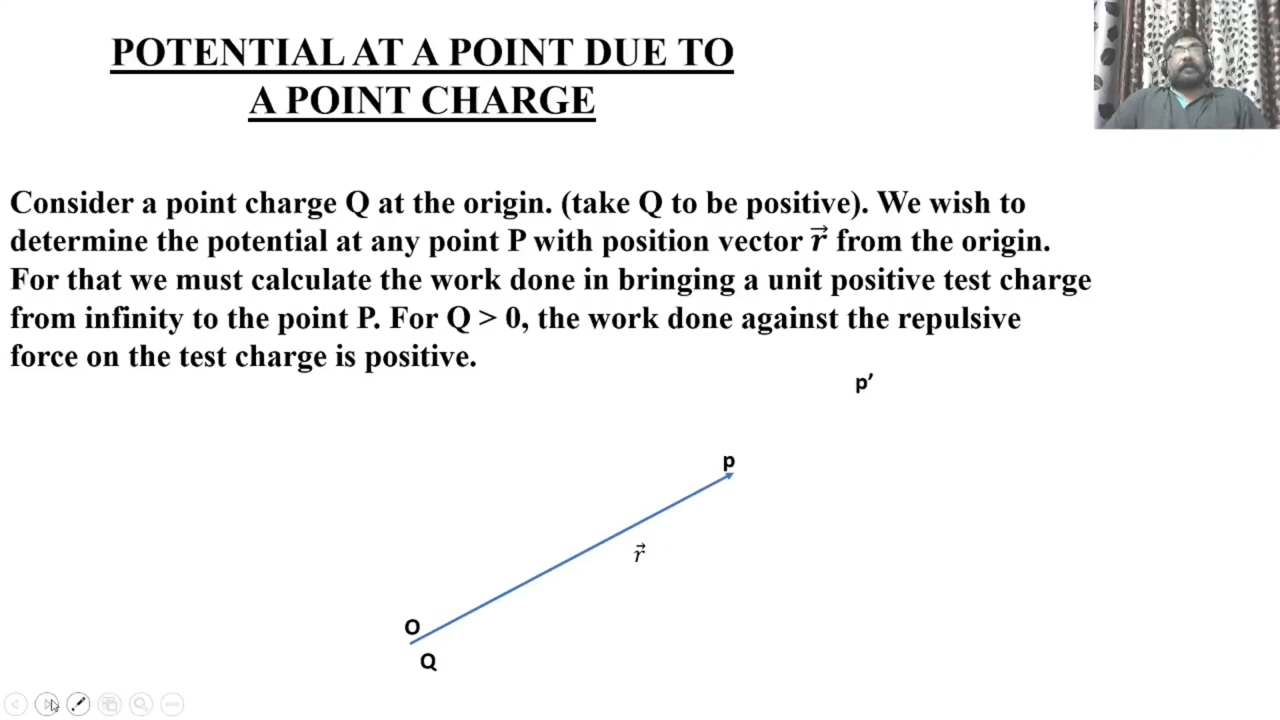 POTENTIAL AT A POINT DUE TO
A POINT CHARGE
Consider a point charge Q at the origin. (take Q to be positive). We wish to
determine the potential at any point P with position vector r⃗ from the origin.
For that we must calculate the work done in bringing a unit positive test charge
from infinity to the point P. For Q > 0, the work done against the repulsive
force on the test charge is positive.
p′
p
r⃗
O
Q